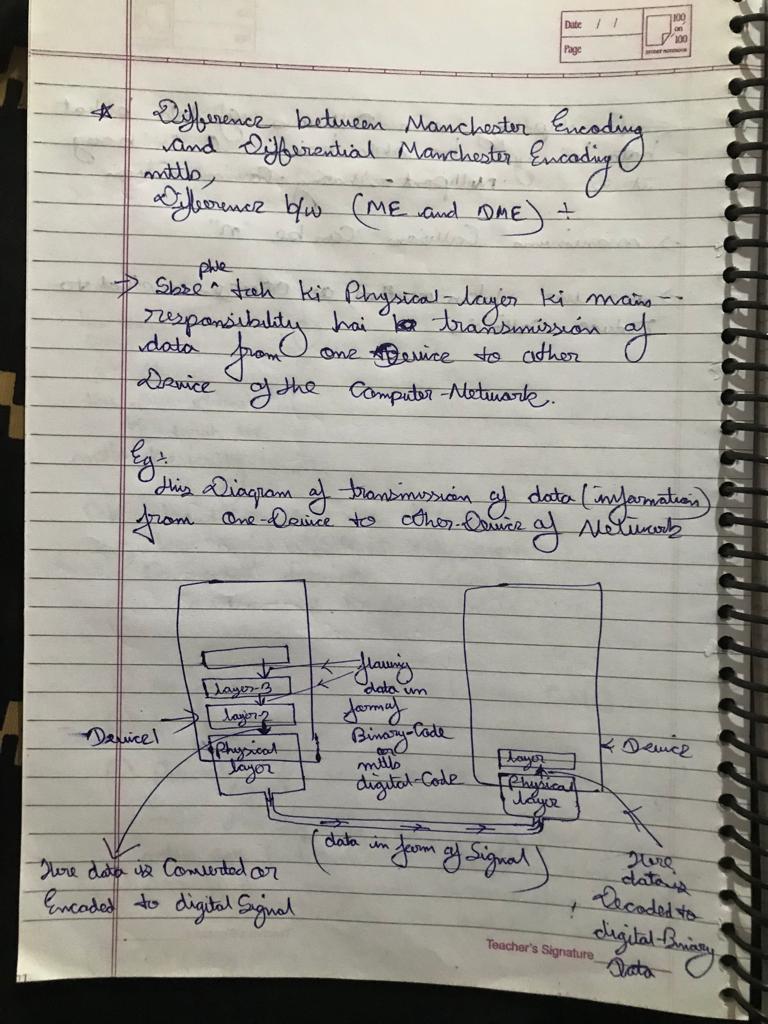 Date / /
Page
100
on
100
☆ Difference between Manchester Encoding
and Differential Manchester Encoding
mtlb,
Difference b/w (ME and DME) ÷
→ Sbse ^ phle toh ki Physical-layer ki main --
responsibility hai transmission of
data from one Device to other
Device of the Computer-Network.
Eg ÷
this Diagram of transmission of data (information)
from one-Device to other-Device of Network
flowing
layer-3
data in
layer-2
form of
Device1
Binary-Code
Physical
layer
or
mtlb
digital-Code
Device
layer
Physical
layer
(data in form of Signal)
Here data is Converted or
Encoded to digital Signal
Here
data is
Decoded to
digital-Binary
Data
Teacher's Signature